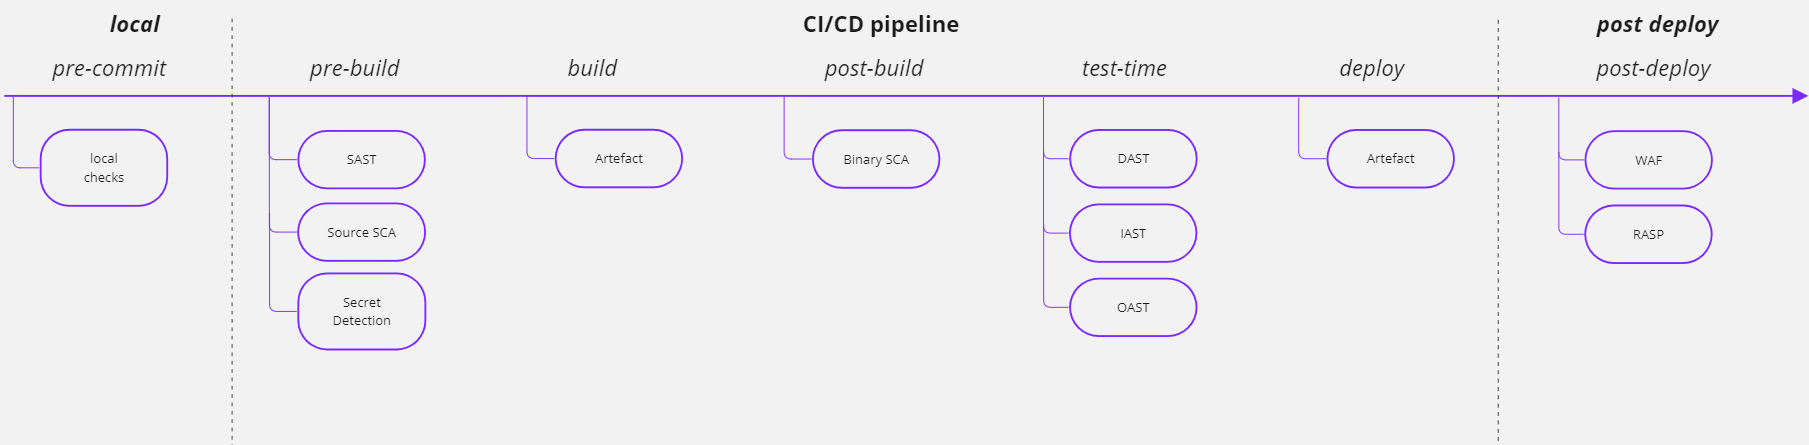 local
CI/CD pipeline
post deploy
pre-commit
pre-build
build
post-build
test-time
deploy
post-deploy
local
checks
SAST
Source SCA
Secret
Detection
Artefact
Binary SCA
DAST
IAST
OAST
Artefact
WAF
RASP